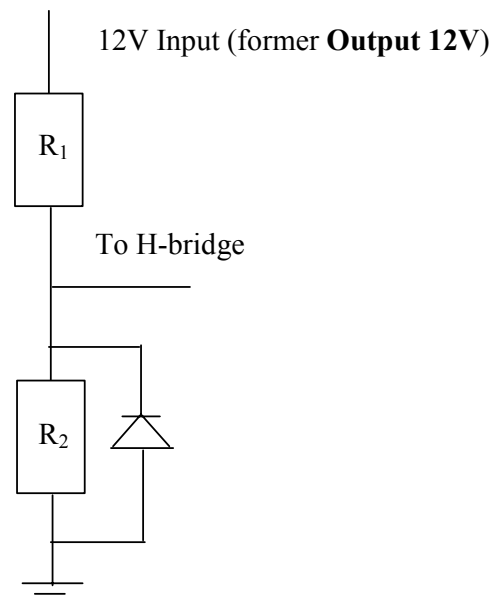 12V Input (former Output 12V)
R₁
To H-bridge
R₂